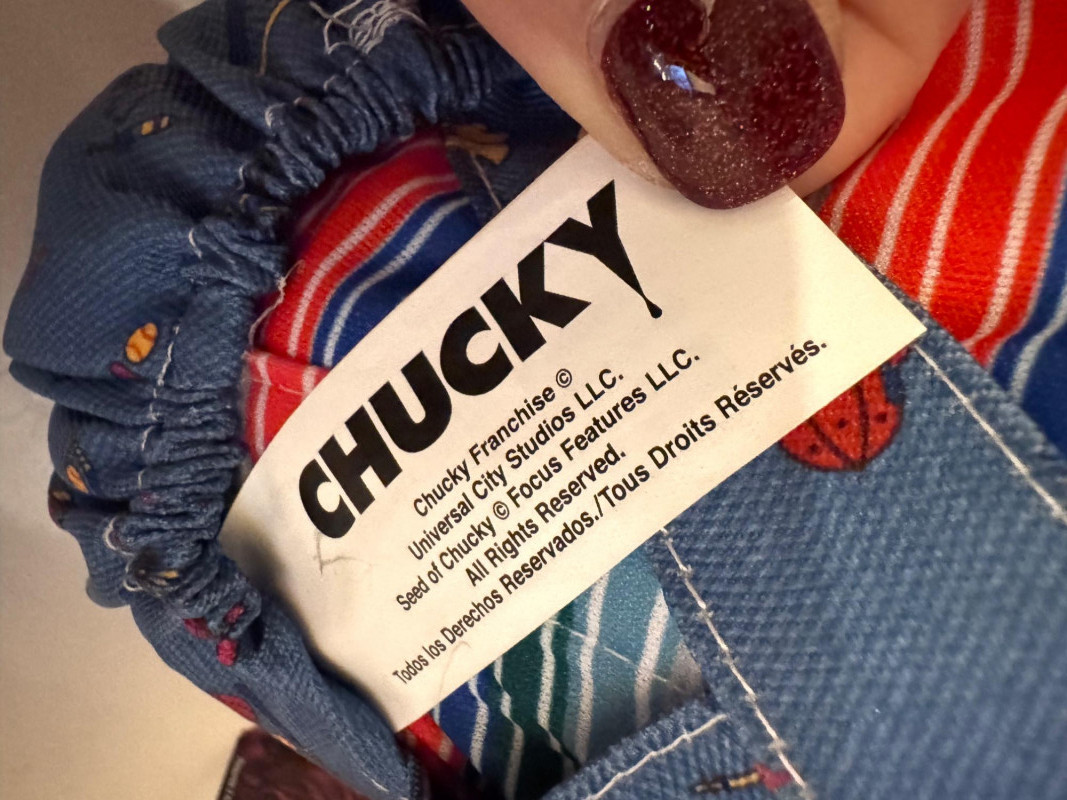 CHUCKY
Chucky Franchise ©
Universal City Studios LLC.
Seed of Chucky © Focus Features LLC.
All Rights Reserved.
Todos los Derechos Reservados./Tous Droits Réservés.